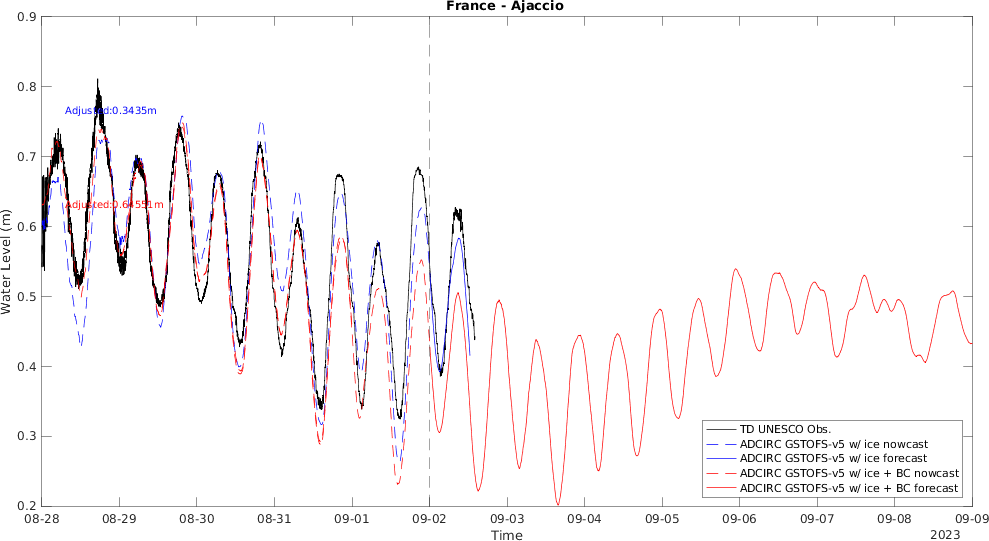 France - Ajaccio
0.9
0.8
0.7
0.6
0.5
0.4
0.3
0.2
Water Level (m)
Adjusted:0.3435m
Adjusted:0.64551m
TD UNESCO Obs.
ADCIRC GSTOFS-v5 w/ ice nowcast
ADCIRC GSTOFS-v5 w/ ice forecast
ADCIRC GSTOFS-v5 w/ ice + BC nowcast
ADCIRC GSTOFS-v5 w/ ice + BC forecast
08-28 08-29 08-30 08-31 09-01 09-02 09-03 09-04 09-05 09-06 09-07 09-08 09-09
Time
2023